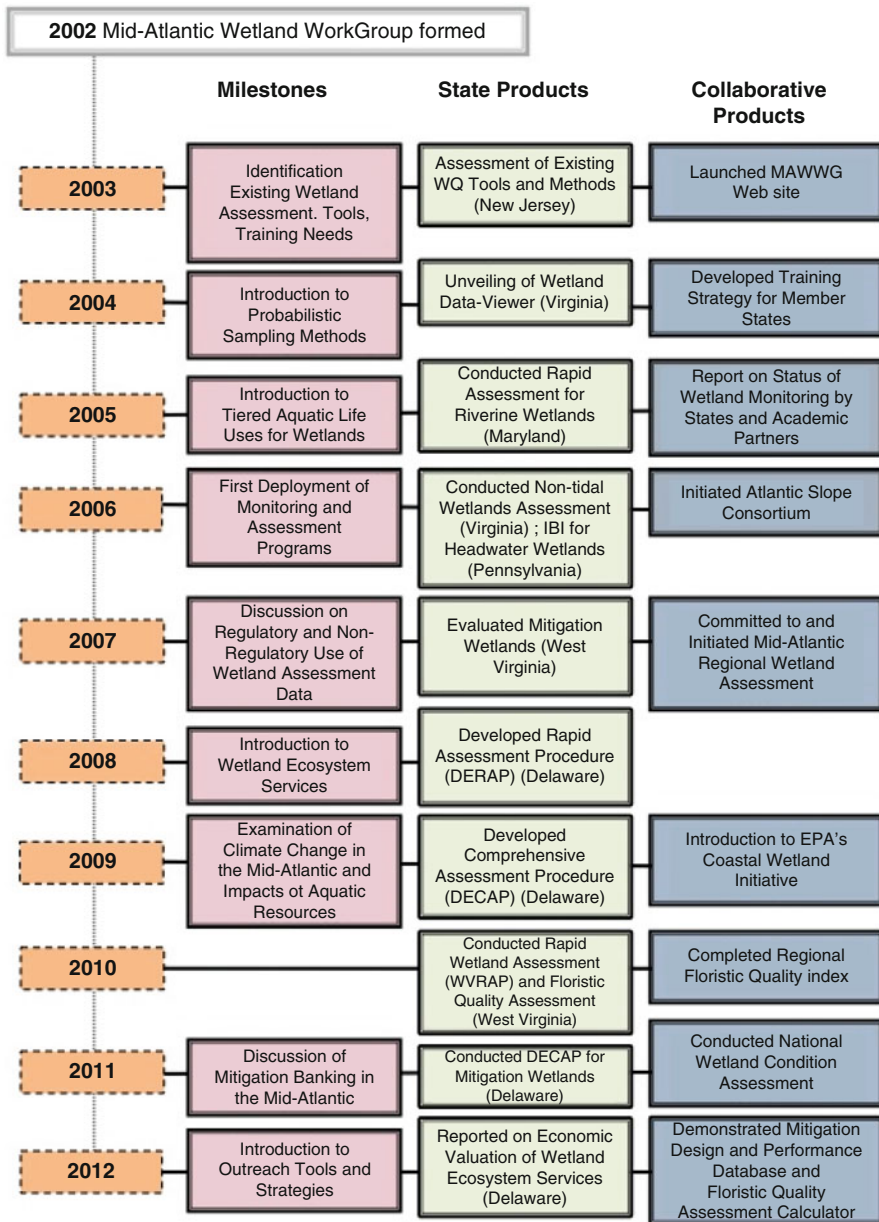 2002 Mid-Atlantic Wetland WorkGroup formed
Milestones
State Products
Collaborative
Products
2003
Identification
Existing Wetland
Assessment. Tools,
Training Needs
Assessment of Existing
WQ Tools and Methods
(New Jersey)
Launched MAWWG
Web site
2004
Introduction to
Probabilistic
Sampling Methods
Unveiling of Wetland
Data-Viewer (Virginia)
Developed Training
Strategy for Member
States
2005
Introduction to
Tiered Aquatic Life
Uses for Wetlands
Conducted Rapid
Assessment for
Riverine Wetlands
(Maryland)
Report on Status of
Wetland Monitoring by
States and Academic
Partners
2006
First Deployment of
Monitoring and
Assessment
Programs
Conducted Non-tidal
Wetlands Assessment
(Virginia) ; IBI for
Headwater Wetlands
(Pennsylvania)
Initiated Atlantic Slope
Consortium
2007
Discussion on
Regulatory and Non-
Regulatory Use of
Wetland Assessment
Data
Evaluated Mitigation
Wetlands (West
Virginia)
Committed to and
Initiated Mid-Atlantic
Regional Wetland
Assessment
2008
Introduction to
Wetland Ecosystem
Services
Developed Rapid
Assessment Procedure
(DERAP) (Delaware)
2009
Examination of
Climate Change in
the Mid-Atlantic and
Impacts ot Aquatic
Resources
Developed
Comprehensive
Assessment Procedure
(DECAP) (Delaware)
Introduction to EPA's
Coastal Wetland
Initiative
2010
Conducted Rapid
Wetland Assessment
(WVRAP) and Floristic
Quality Assessment
(West Virginia)
Completed Regional
Floristic Quality index
2011
Discussion of
Mitigation Banking in
the Mid-Atlantic
Conducted DECAP for
Mitigation Wetlands
(Delaware)
Conducted National
Wetland Condition
Assessment
2012
Introduction to
Outreach Tools and
Strategies
Reported on Economic
Valuation of Wetland
Ecosystem Services
(Delaware)
Demonstrated Mitigation
Design and Performance
Database and
Floristic Quality
Assessment Calculator